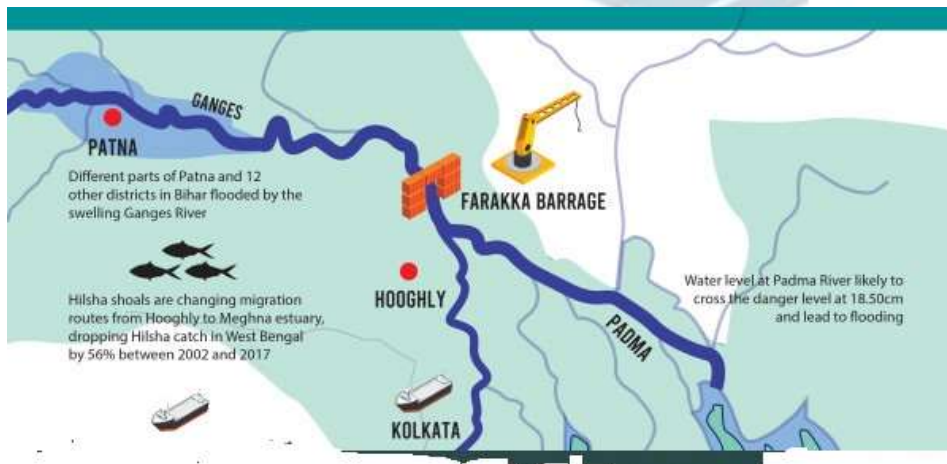 GANGES
PATNA
Different parts of Patna and 12
other districts in Bihar flooded by the
swelling Ganges River
FARAKKA BARRAGE
Hilsha shoals are changing migration
routes from Hooghly to Meghna estuary,
dropping Hilsha catch in West Bengal
by 56% between 2002 and 2017
HOOGHLY
Water level at Padma River likely to
cross the danger level at 18.50cm
and lead to flooding
PADMA
KOLKATA